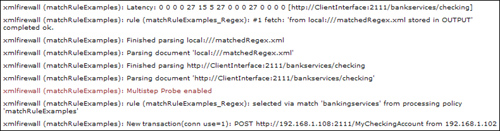 xmlfirewall (matchRuleExamples): Latency: 0 0 0 0 27 15 5 27 0 0 0 27 0 0 0 0 [http://ClientInterface:2111/bankservices/checking]
xmlfirewall (matchRuleExamples): rule (matchRuleExamples_Regex): #1 fetch: 'from local:///matchedRegex.xml stored in OUTPUT'
completed ok.
xmlfirewall (matchRuleExamples): Finished parsing local:///matchedRegex.xml
xmlfirewall (matchRuleExamples): Parsing document 'local:///matchedRegex.xml'
xmlfirewall (matchRuleExamples): Finished parsing http://ClientInterface:2111/bankservices/checking
xmlfirewall (matchRuleExamples): Parsing document 'http://ClientInterface:2111/bankservices/checking'
xmlfirewall (matchRuleExamples): Multistep Probe enabled
xmlfirewall (matchRuleExamples): rule (matchRuleExamples_Regex): selected via match 'bankingservices' from processing policy
'matchRuleExamples'
xmlfirewall (matchRuleExamples): New transaction(conn use=1): POST http://192.168.1.108:2111/MyCheckingAccount from 192.168.1.102